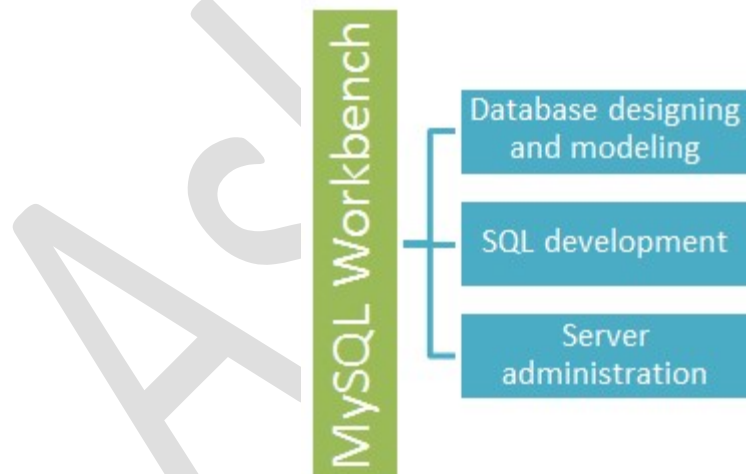 MySQL Workbench
Database designing
and modeling
SQL development
Server
administration